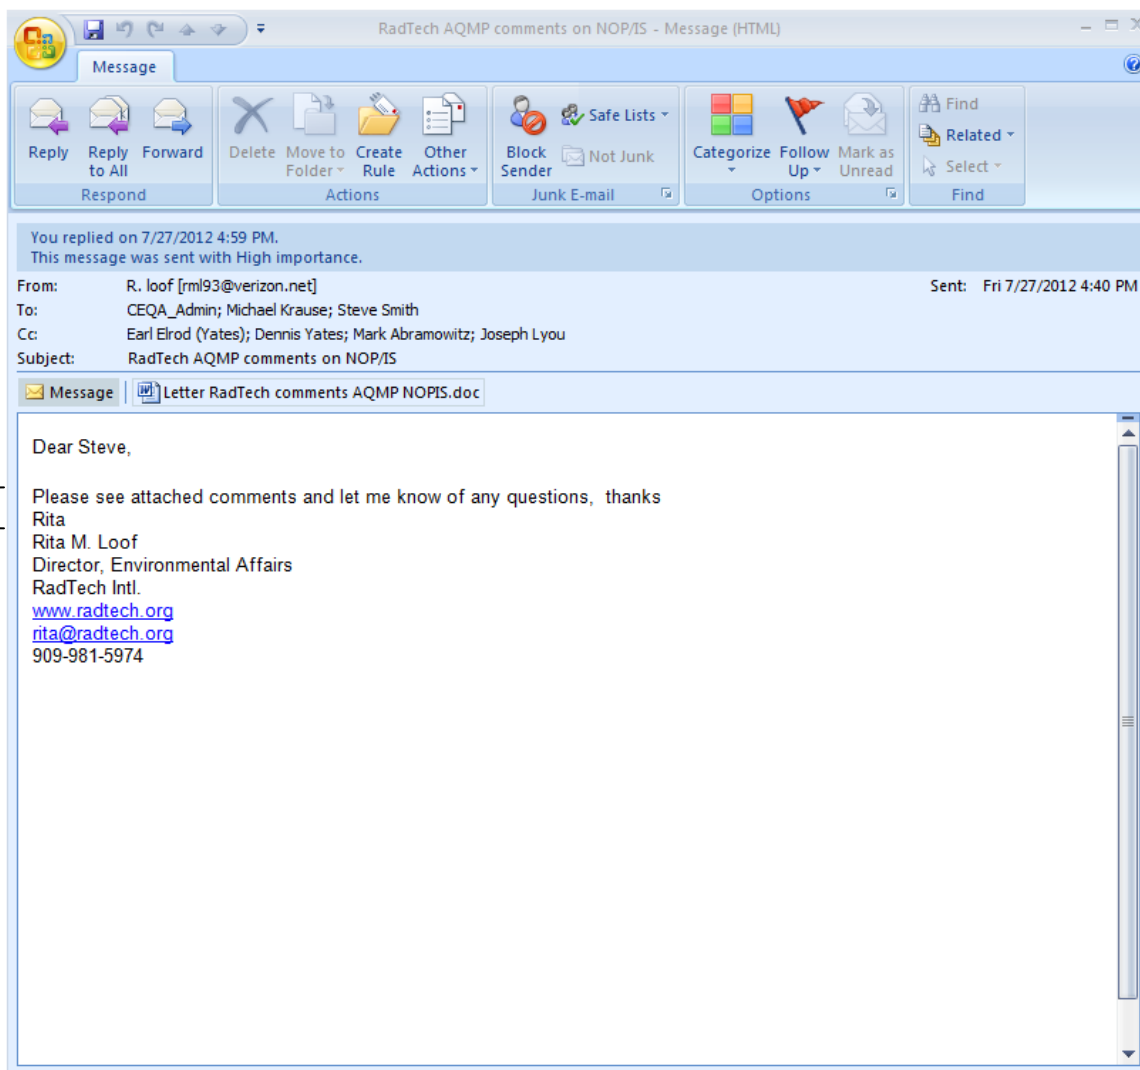 RadTech AQMP comments on NOP/IS - Message (HTML)
Message
Reply
Reply to All
Forward
Respond
Delete
Move to Folder
Create Rule
Other Actions
Actions
Block Sender
Safe Lists
Not Junk
Junk E-mail
Categorize
Follow Up
Mark as Unread
Options
Find
Related
Select
Find
You replied on 7/27/2012 4:59 PM.
This message was sent with High importance.
From: R. loof [rml93@verizon.net] Sent: Fri 7/27/2012 4:40 PM
To: CEQA_Admin; Michael Krause; Steve Smith
Cc: Earl Elrod (Yates); Dennis Yates; Mark Abramowitz; Joseph Lyou
Subject: RadTech AQMP comments on NOP/IS
Message Letter RadTech comments AQMP NOPIS.doc
Dear Steve,
Please see attached comments and let me know of any questions, thanks
Rita
Rita M. Loof
Director, Environmental Affairs
RadTech Intl.
www.radtech.org
rita@radtech.org
909-981-5974